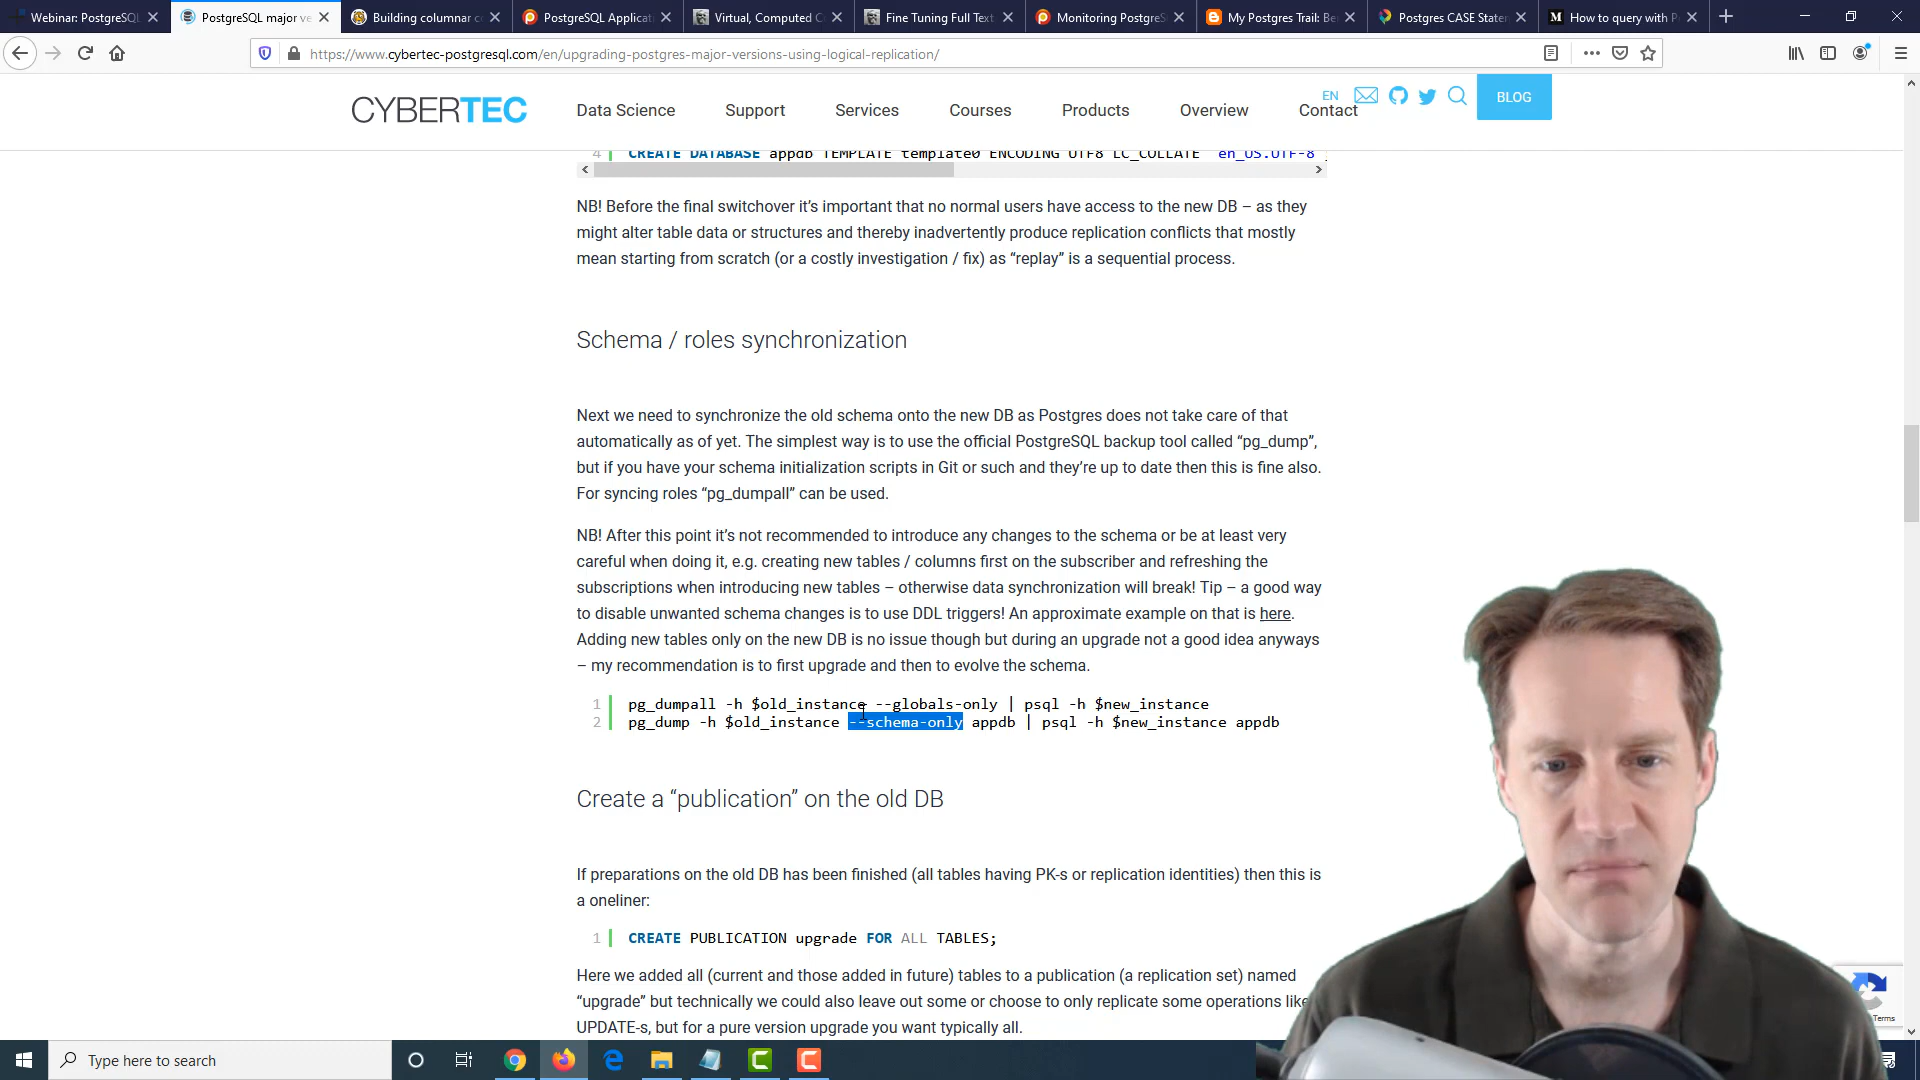 Webinar: PostgreSQL
PostgreSQL major ve
Building columnar c
PostgreSQL Applicat
Virtual, Computed C
Fine Tuning Full Text
Monitoring PostgreS
My Postgres Trail: Be
Postgres CASE State
How to query with P
https://www.cybertec-postgresql.com/en/upgrading-postgres-major-versions-using-logical-replication/
CYBERTEC
Data Science
Support
Services
Courses
Products
Overview
Contact
EN
BLOG
4 CREATE DATABASE appdb TEMPLATE template0 ENCODING UTF8 LC_COLLATE 'en_US.UTF-8'
NB! Before the final switchover it’s important that no normal users have access to the new DB – as they
might alter table data or structures and thereby inadvertently produce replication conflicts that mostly
mean starting from scratch (or a costly investigation / fix) as “replay” is a sequential process.
Schema / roles synchronization
Next we need to synchronize the old schema onto the new DB as Postgres does not take care of that
automatically as of yet. The simplest way is to use the official PostgreSQL backup tool called “pg_dump”,
but if you have your schema initialization scripts in Git or such and they’re up to date then this is fine also.
For syncing roles “pg_dumpall” can be used.
NB! After this point it’s not recommended to introduce any changes to the schema or be at least very
careful when doing it, e.g. creating new tables / columns first on the subscriber and refreshing the
subscriptions when introducing new tables – otherwise data synchronization will break! Tip – a good way
to disable unwanted schema changes is to use DDL triggers! An approximate example on that is here.
Adding new tables only on the new DB is no issue though but during an upgrade not a good idea anyways
– my recommendation is to first upgrade and then to evolve the schema.
1 pg_dumpall -h $old_instance --globals-only | psql -h $new_instance
2 pg_dump -h $old_instance --schema-only appdb | psql -h $new_instance appdb
Create a “publication” on the old DB
If preparations on the old DB has been finished (all tables having PK-s or replication identities) then this is
a oneliner:
1 CREATE PUBLICATION upgrade FOR ALL TABLES;
Here we added all (current and those added in future) tables to a publication (a replication set) named
“upgrade” but technically we could also leave out some or choose to only replicate some operations like
UPDATE-s, but for a pure version upgrade you want typically all.
Terms
Type here to search